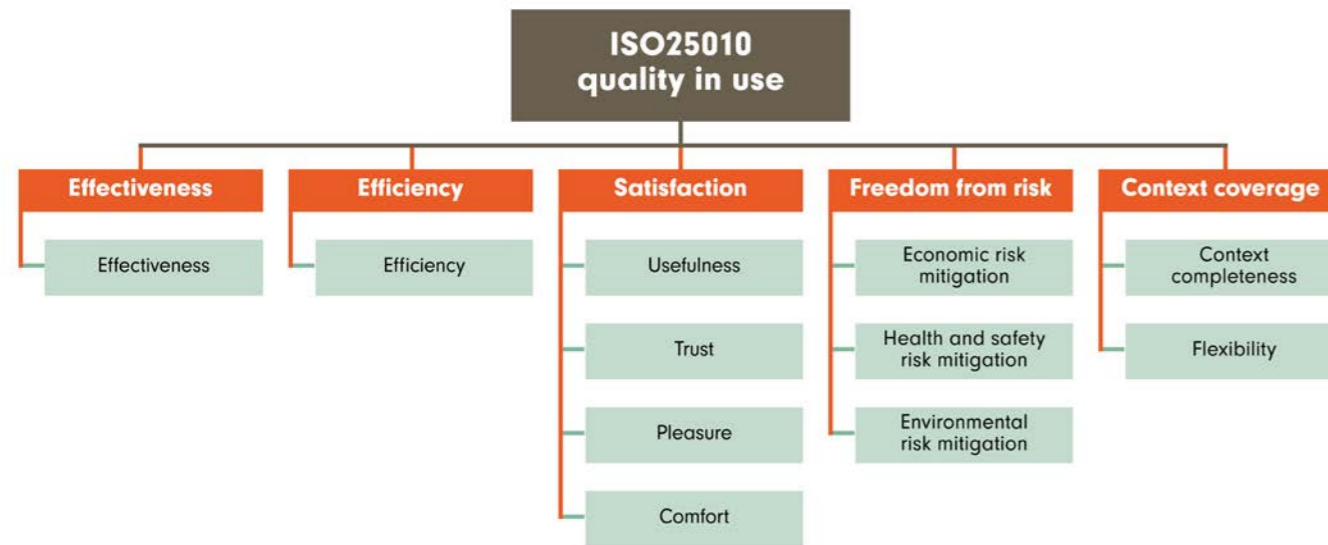 ISO25010
quality in use
Effectiveness
Efficiency
Satisfaction
Freedom from risk
Context coverage
Effectiveness
Efficiency
Usefulness
Economic risk
mitigation
Context
completeness
Trust
Health and safety
risk mitigation
Flexibility
Pleasure
Environmental
risk mitigation
Comfort